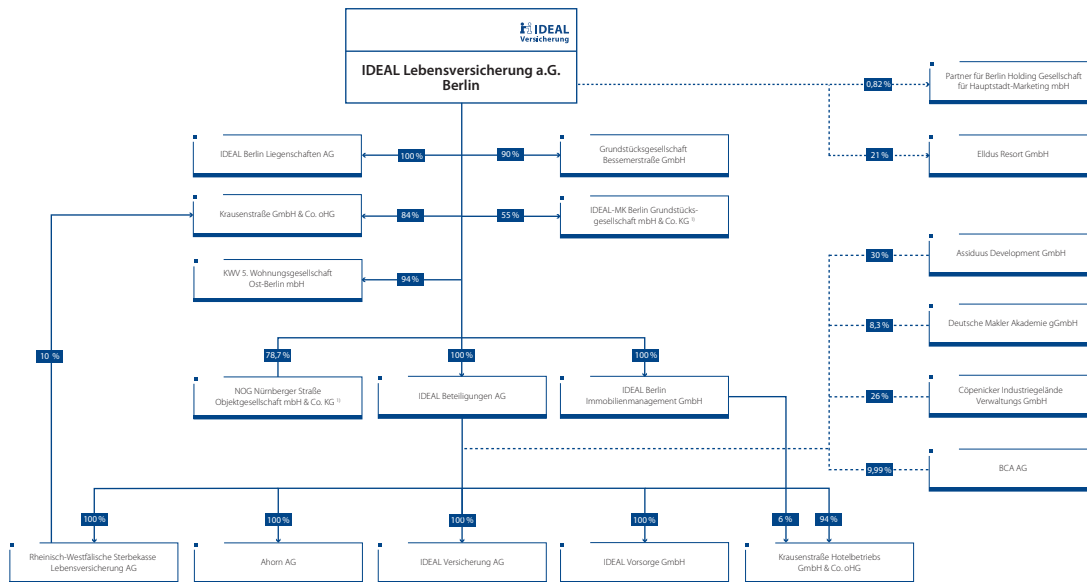 IDEAL
Versicherung
IDEAL Lebensversicherung a.G.
Berlin
0,82 %
Partner für Berlin Holding Gesellschaft
für Hauptstadt-Marketing mbH
IDEAL Berlin Liegenschaften AG
100 %
90 %
Grundstücksgesellschaft
Bessemerstraße GmbH
21 %
Elldus Resort GmbH
Krausenstraße GmbH & Co. oHG
84 %
55 %
IDEAL-MK Berlin Grundstücks-
gesellschaft mbH & Co. KG 1)
30 %
Assiduus Development GmbH
KWV 5. Wohnungsgesellschaft
Ost-Berlin mbH
94 %
8,3 %
Deutsche Makler Akademie gGmbH
10 %
78,7 %
100 %
100 %
NOG Nürnberger Straße
Objektgesellschaft mbH & Co. KG 1)
IDEAL Beteiligungen AG
IDEAL Berlin
Immobilienmanagement GmbH
26 %
Cöpenicker Industriegelände
Verwaltungs GmbH
9,99 %
BCA AG
100 %
100 %
100 %
100 %
6 %
94 %
Rheinisch-Westfälische Sterbekasse
Lebensversicherung AG
Ahorn AG
IDEAL Versicherung AG
IDEAL Vorsorge GmbH
Krausenstraße Hotelbetriebs
GmbH & Co. oHG